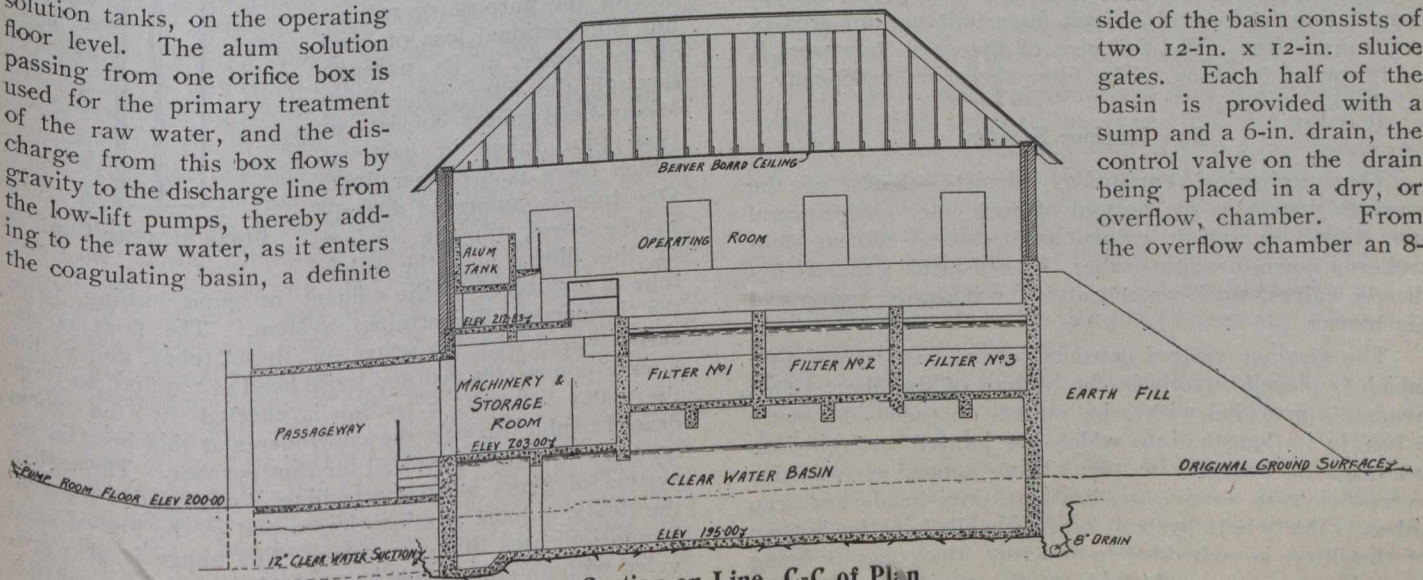 solution tanks, on the operating
floor level. The alum solution
passing from one orifice box is
used for the primary treatment
of the raw water, and the dis-
charge from this box flows by
gravity to the discharge line from
the low-lift pumps, thereby add-
ing to the raw water, as it enters
the coagulating basin, a definite
BEAVER BOARD CEILING
OPERATING ROOM
ALUM
TANK
ELEV 212.83
FILTER Nº1
FILTER Nº2
FILTER Nº3
MACHINERY &
STORAGE
ROOM
ELEV 203.00
PASSAGEWAY
EARTH FILL
PUMP ROOM FLOOR ELEV 200.00
CLEAR WATER BASIN
ORIGINAL GROUND SURFACE
ELEV 195.00
12" CLEAR WATER SUCTION
8" DRAIN
Section on Line C-C of Plan
side of the basin consists of
two 12-in. x 12-in. sluice
gates. Each half of the
basin is provided with a
sump and a 6-in. drain, the
control valve on the drain
being placed in a dry, or
overflow, chamber. From
the overflow chamber an 8-